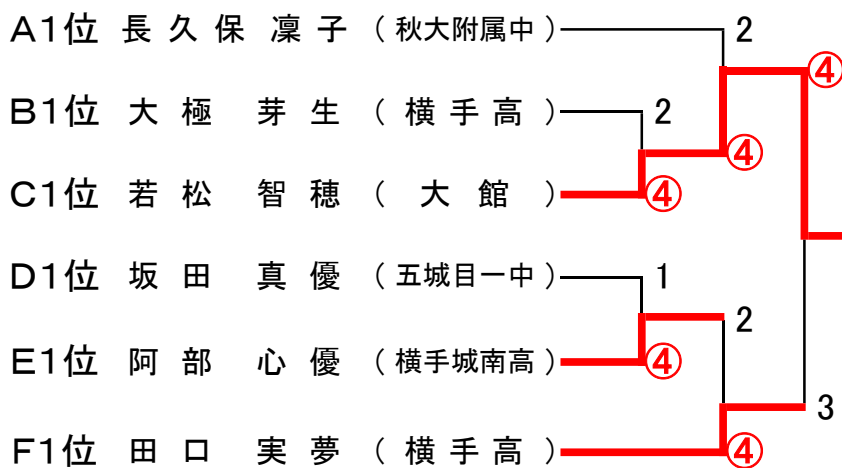 A1位 長久保 凜子 (秋大附属中) 2
④
B1位 大極 芽生 (横手高) 2
④
C1位 若松 智穂 (大館) ④
D1位 坂田 真優 (五城目一中) 1
2
E1位 阿部 心優 (横手城南高) ④
3
F1位 田口 実夢 (横手高) ④